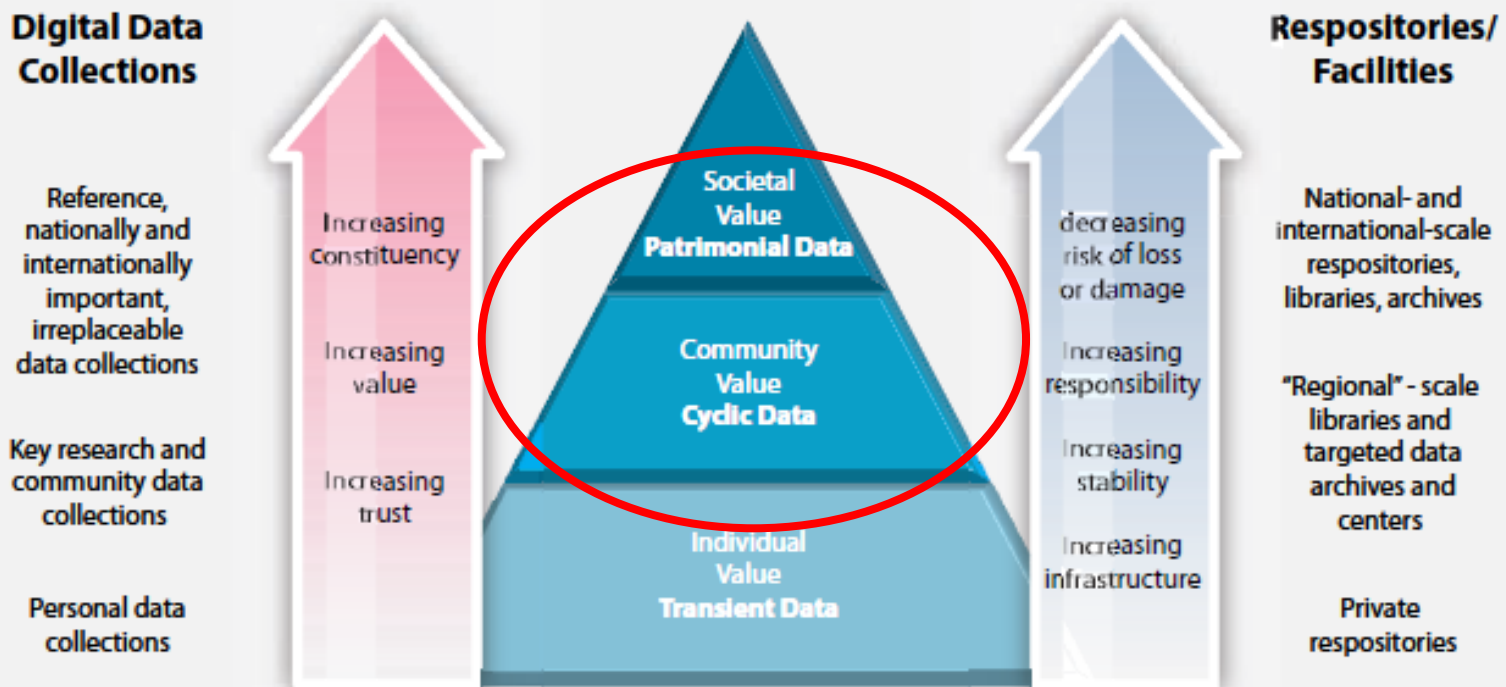 Digital Data
Collections
Reference,
nationally and
internationally
important,
irreplaceable
data collections
Key research and
community data
collections
Personal data
collections
Increasing
constituency
Increasing
value
Increasing
trust
Societal
Value
Patrimonial Data
Community
Value
Cyclic Data
Individual
Value
Transient Data
decreasing
risk of loss
or damage
Increasing
responsibility
Increasing
stability
Increasing
infrastructure
Respositories/
Facilities
National- and
international-scale
respositories,
libraries, archives
“Regional” - scale
libraries and
targeted data
archives and
centers
Private
respositories